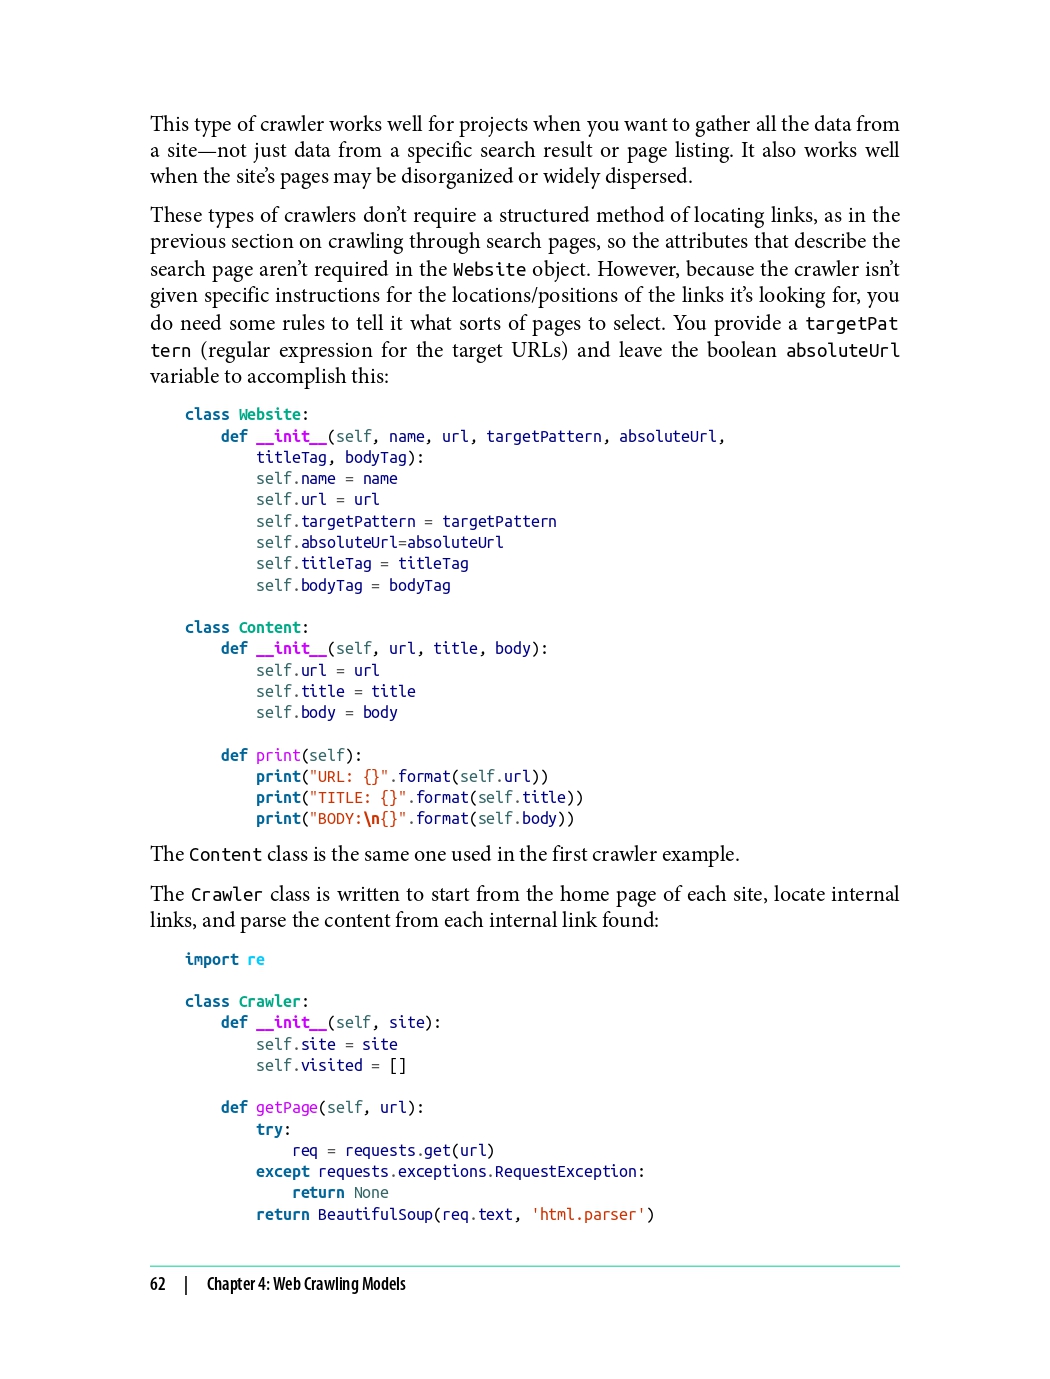 This type of crawler works well for projects when you want to gather all the data from
a site—not just data from a specific search result or page listing. It also works well
when the site’s pages may be disorganized or widely dispersed.
These types of crawlers don’t require a structured method of locating links, as in the
previous section on crawling through search pages, so the attributes that describe the
search page aren’t required in the Website object. However, because the crawler isn’t
given specific instructions for the locations/positions of the links it’s looking for, you
do need some rules to tell it what sorts of pages to select. You provide a targetPat
tern (regular expression for the target URLs) and leave the boolean absoluteUrl
variable to accomplish this:
class Website:
    def __init__(self, name, url, targetPattern, absoluteUrl,
        titleTag, bodyTag):
        self.name = name
        self.url = url
        self.targetPattern = targetPattern
        self.absoluteUrl=absoluteUrl
        self.titleTag = titleTag
        self.bodyTag = bodyTag
class Content:
    def __init__(self, url, title, body):
        self.url = url
        self.title = title
        self.body = body
    def print(self):
        print("URL: {}".format(self.url))
        print("TITLE: {}".format(self.title))
        print("BODY:\n{}".format(self.body))
The Content class is the same one used in the first crawler example.
The Crawler class is written to start from the home page of each site, locate internal
links, and parse the content from each internal link found:
import re
class Crawler:
    def __init__(self, site):
        self.site = site
        self.visited = []
    def getPage(self, url):
        try:
            req = requests.get(url)
        except requests.exceptions.RequestException:
            return None
        return BeautifulSoup(req.text, 'html.parser')
62 | Chapter 4: Web Crawling Models